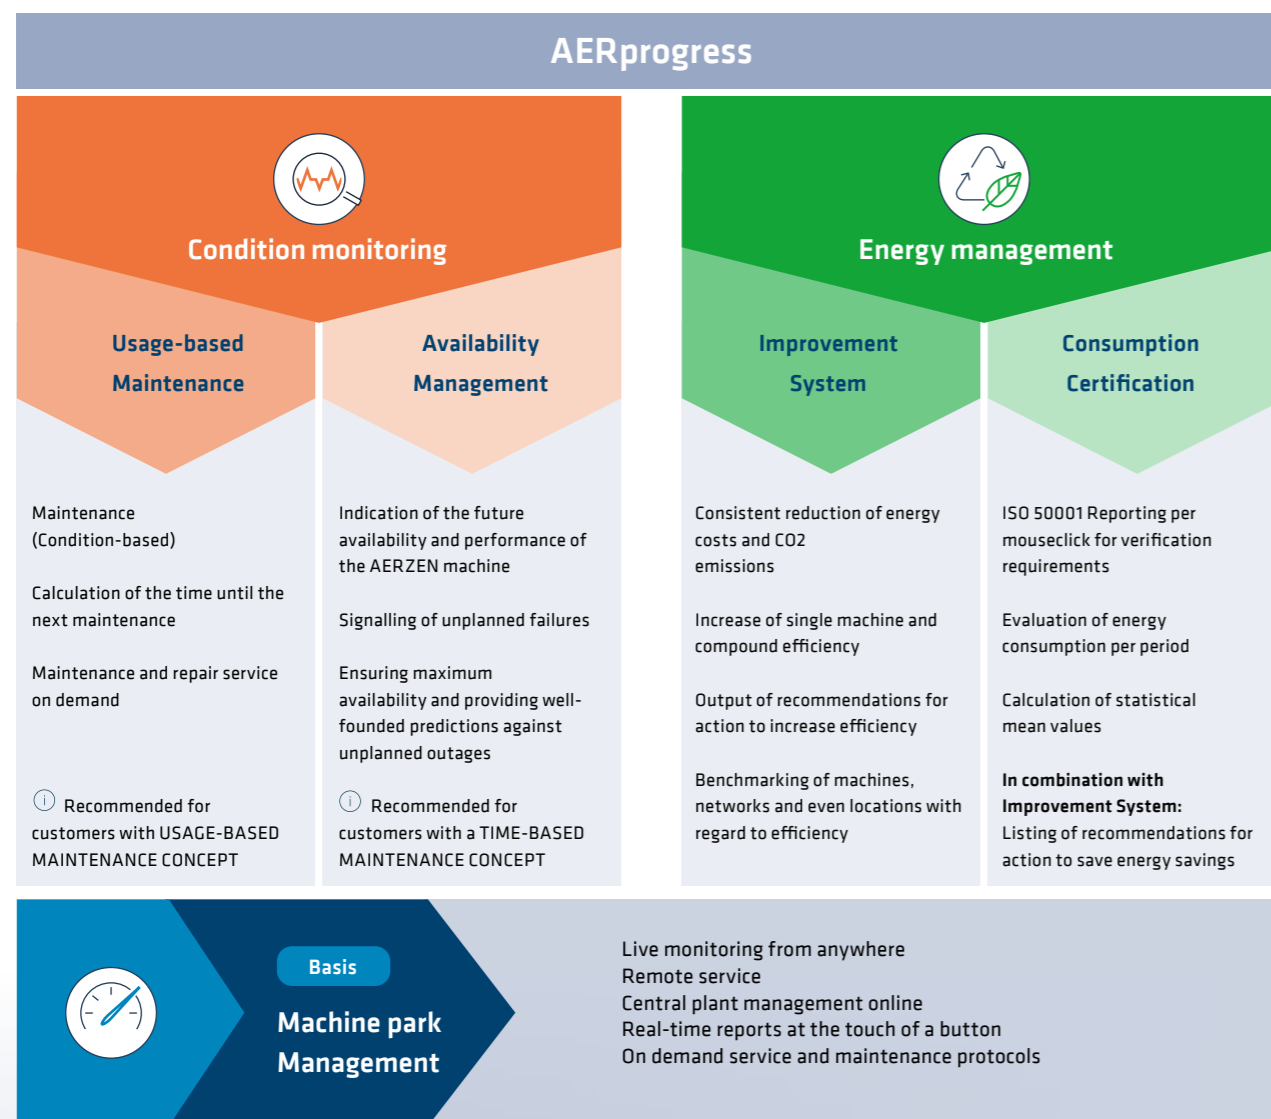 AERprogress
Condition monitoring
Usage-based
Maintenance
Maintenance
(Condition-based)
Calculation of the time until the
next maintenance
Maintenance and repair service
on demand
i Recommended for
customers with USAGE-BASED
MAINTENANCE CONCEPT
Availability
Management
Indication of the future
availability and performance of
the AERZEN machine
Signalling of unplanned failures
Ensuring maximum
availability and providing well-
founded predictions against
unplanned outages
i Recommended for
customers with a TIME-BASED
MAINTENANCE CONCEPT
Energy management
Improvement
System
Consistent reduction of energy
costs and CO2
emissions
Increase of single machine and
compound efficiency
Output of recommendations for
action to increase efficiency
Benchmarking of machines,
networks and even locations with
regard to efficiency
Consumption
Certification
ISO 50001 Reporting per
mouseclick for verification
requirements
Evaluation of energy
consumption per period
Calculation of statistical
mean values
In combination with
Improvement System:
Listing of recommendations for
action to save energy savings
Basis
Machine park
Management
Live monitoring from anywhere
Remote service
Central plant management online
Real-time reports at the touch of a button
On demand service and maintenance protocols